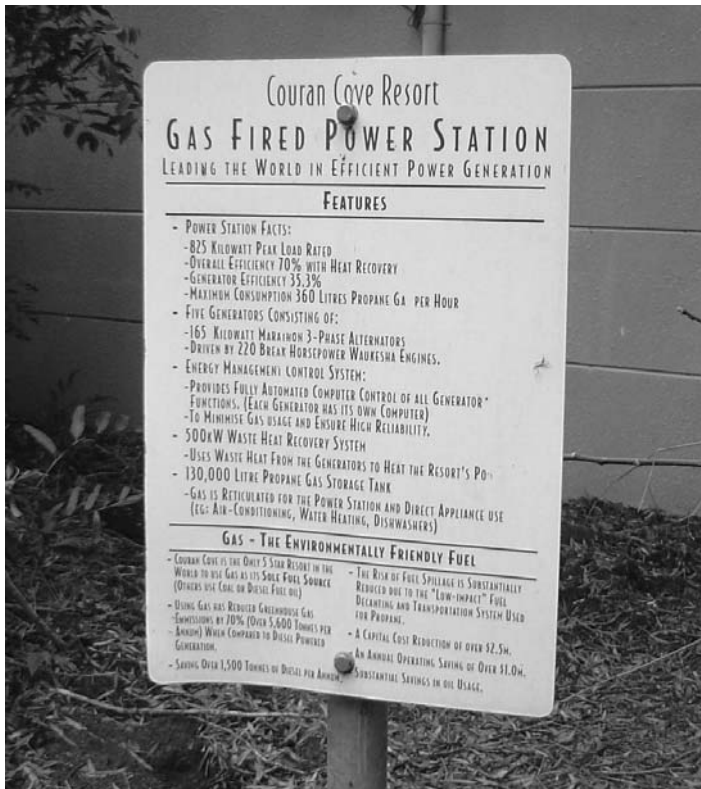 Couran Cove Resort
GAS FIRED POWER STATION
LEADING THE WORLD IN EFFICIENT POWER GENERATION
FEATURES
- POWER STATION FACTS:
-825 KILOWATT PEAK LOAD RATED
-OVERALL EFFICIENCY 70% WITH HEAT RECOVERY
-GENERATOR EFFICIENCY 35.3%
-MAXIMUM CONSUMPTION 360 LITRES PROPANE GA PER HOUR
- FIVE GENERATORS CONSISTING OF:
-165 KILOWATT MARATHON 3-PHASE ALTERNATORS
-DRIVEN BY 220 BREAK HORSEPOWER WAUKESHA ENGINES.
- ENERGY MANAGEMENT CONTROL SYSTEM:
-PROVIDES FULLY AUTOMATED COMPUTER CONTROL OF ALL GENERATOR
FUNCTIONS. (EACH GENERATOR HAS ITS OWN COMPUTER)
-TO MINIMISE GAS USAGE AND ENSURE HIGH RELIABILITY.
- 500KW WASTE HEAT RECOVERY SYSTEM
-USES WASTE HEAT FROM THE GENERATORS TO HEAT THE RESORT'S
- 130,000 LITRE PROPANE GAS STORAGE TANK
-GAS IS RETICULATED FOR THE POWER STATION AND DIRECT APPLIANCE USE
(EG: AIR-CONDITIONING, WATER HEATING, DISHWASHERS)
GAS - THE ENVIRONMENTALLY FRIENDLY FUEL
- COURAN COVE IS THE ONLY 5 STAR RESORT IN THE
WORLD TO USE GAS AS ITS SOLE FUEL SOURCE
(OTHERS USE COAL OR DIESEL FUEL OIL)
- USING GAS HAS REDUCED GREENHOUSE GAS
EMMISSIONS BY 70% (OVER 5,600 TONNES PER
ANNUM) WHEN COMPARED TO DIESEL POWERED
GENERATION.
- SAVING OVER 1,500 TONNES OF DIESEL PER ANNUM.
- THE RISK OF FUEL SPILLAGE IS SUBSTANTIALLY
REDUCED DUE TO THE "LOW-IMPACT" FUEL
DECANTING AND TRANSPORTATION SYSTEM USED
FOR PROPANE.
- A CAPITAL COST REDUCTION OF OVER $2.5M.
AN ANNUAL OPERATING SAVING OF OVER $1.0M.
SUBSTANTIAL SAVINGS IN OIL USAGE.